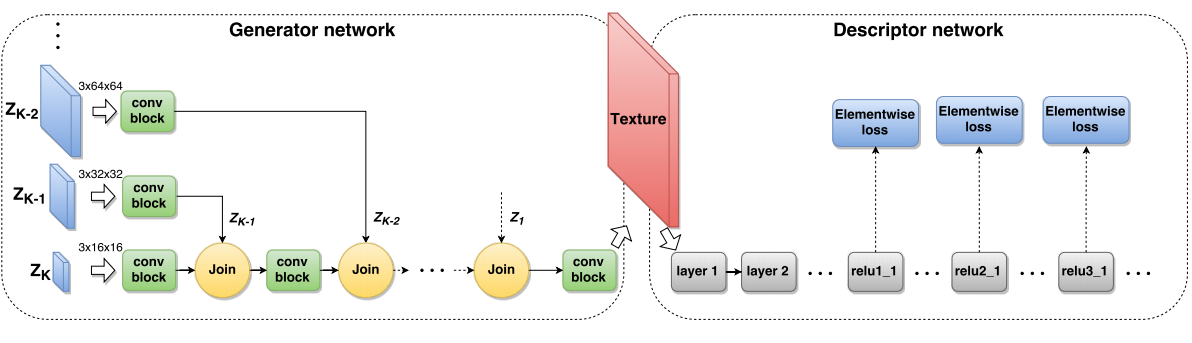 Generator network
Descriptor network
Z_{K-2}
3x64x64
conv
block
Z_{K-1}
3x32x32
conv
block
Z_K
3x16x16
conv
block
Join
z_{K-1}
conv
block
Join
z_{K-2}
. . .
Join
z_1
conv
block
Texture
layer 1
layer 2
. . .
relu1_1
. . .
relu2_1
. . .
relu3_1
. . .
Elementwise
loss
Elementwise
loss
Elementwise
loss